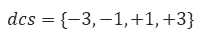 dcs = {−3, −1, +1, +3}